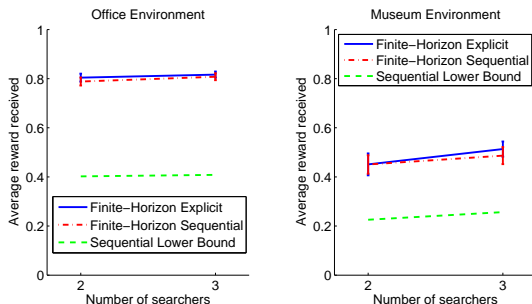 Office Environment
Average reward received
1
0.8
0.6
0.4
0.2
0
Finite-Horizon Explicit
Finite-Horizon Sequential
Sequential Lower Bound
2
3
Number of searchers
Museum Environment
Average reward received
1
0.8
0.6
0.4
0.2
0
Finite-Horizon Explicit
Finite-Horizon Sequential
Sequential Lower Bound
2
3
Number of searchers